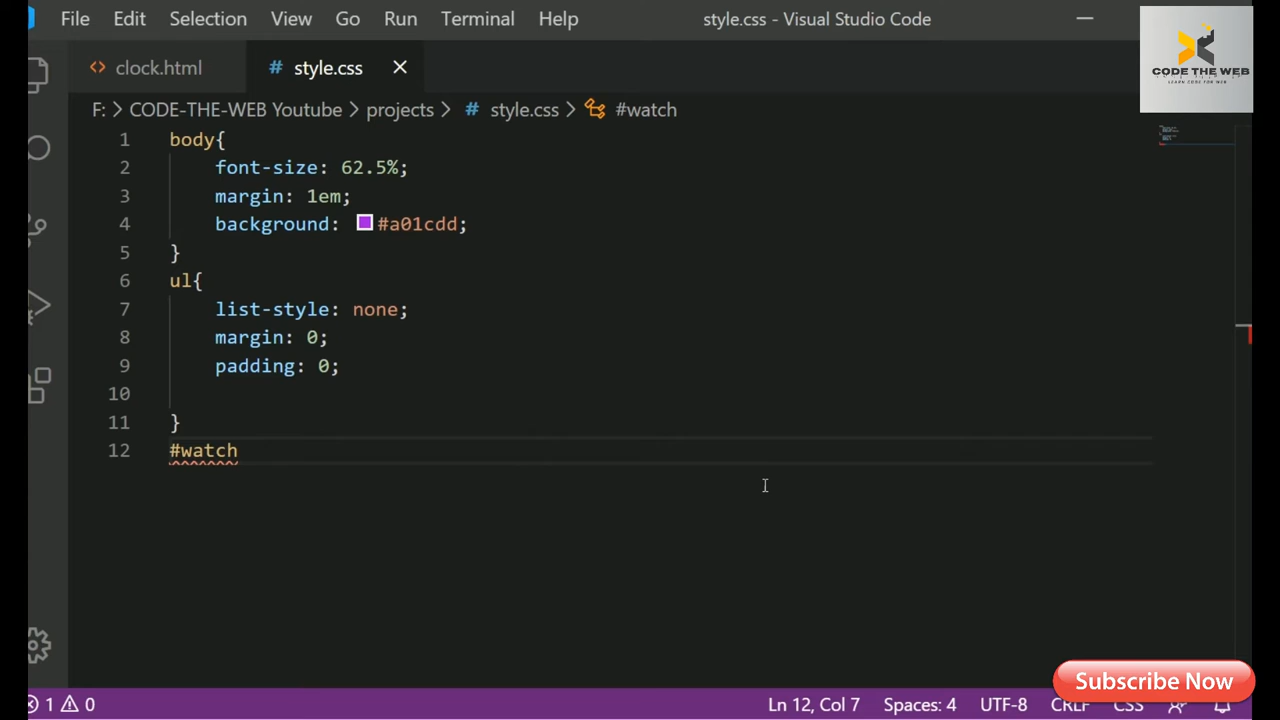 File Edit Selection View Go Run Terminal Help style.css - Visual Studio Code
CODE THE WEB
LEARN CODE FOR WEB
clock.html # style.css
F: > CODE-THE-WEB Youtube > projects > # style.css > #watch
1 body{
2 font-size: 62.5%;
3 margin: 1em;
4 background: #a01cdd;
5 }
6 ul{
7 list-style: none;
8 margin: 0;
9 padding: 0;
10
11 }
12 #watch
Subscribe Now
1 0 Ln 12, Col 7 Spaces: 4 UTF-8 CRLF CSS